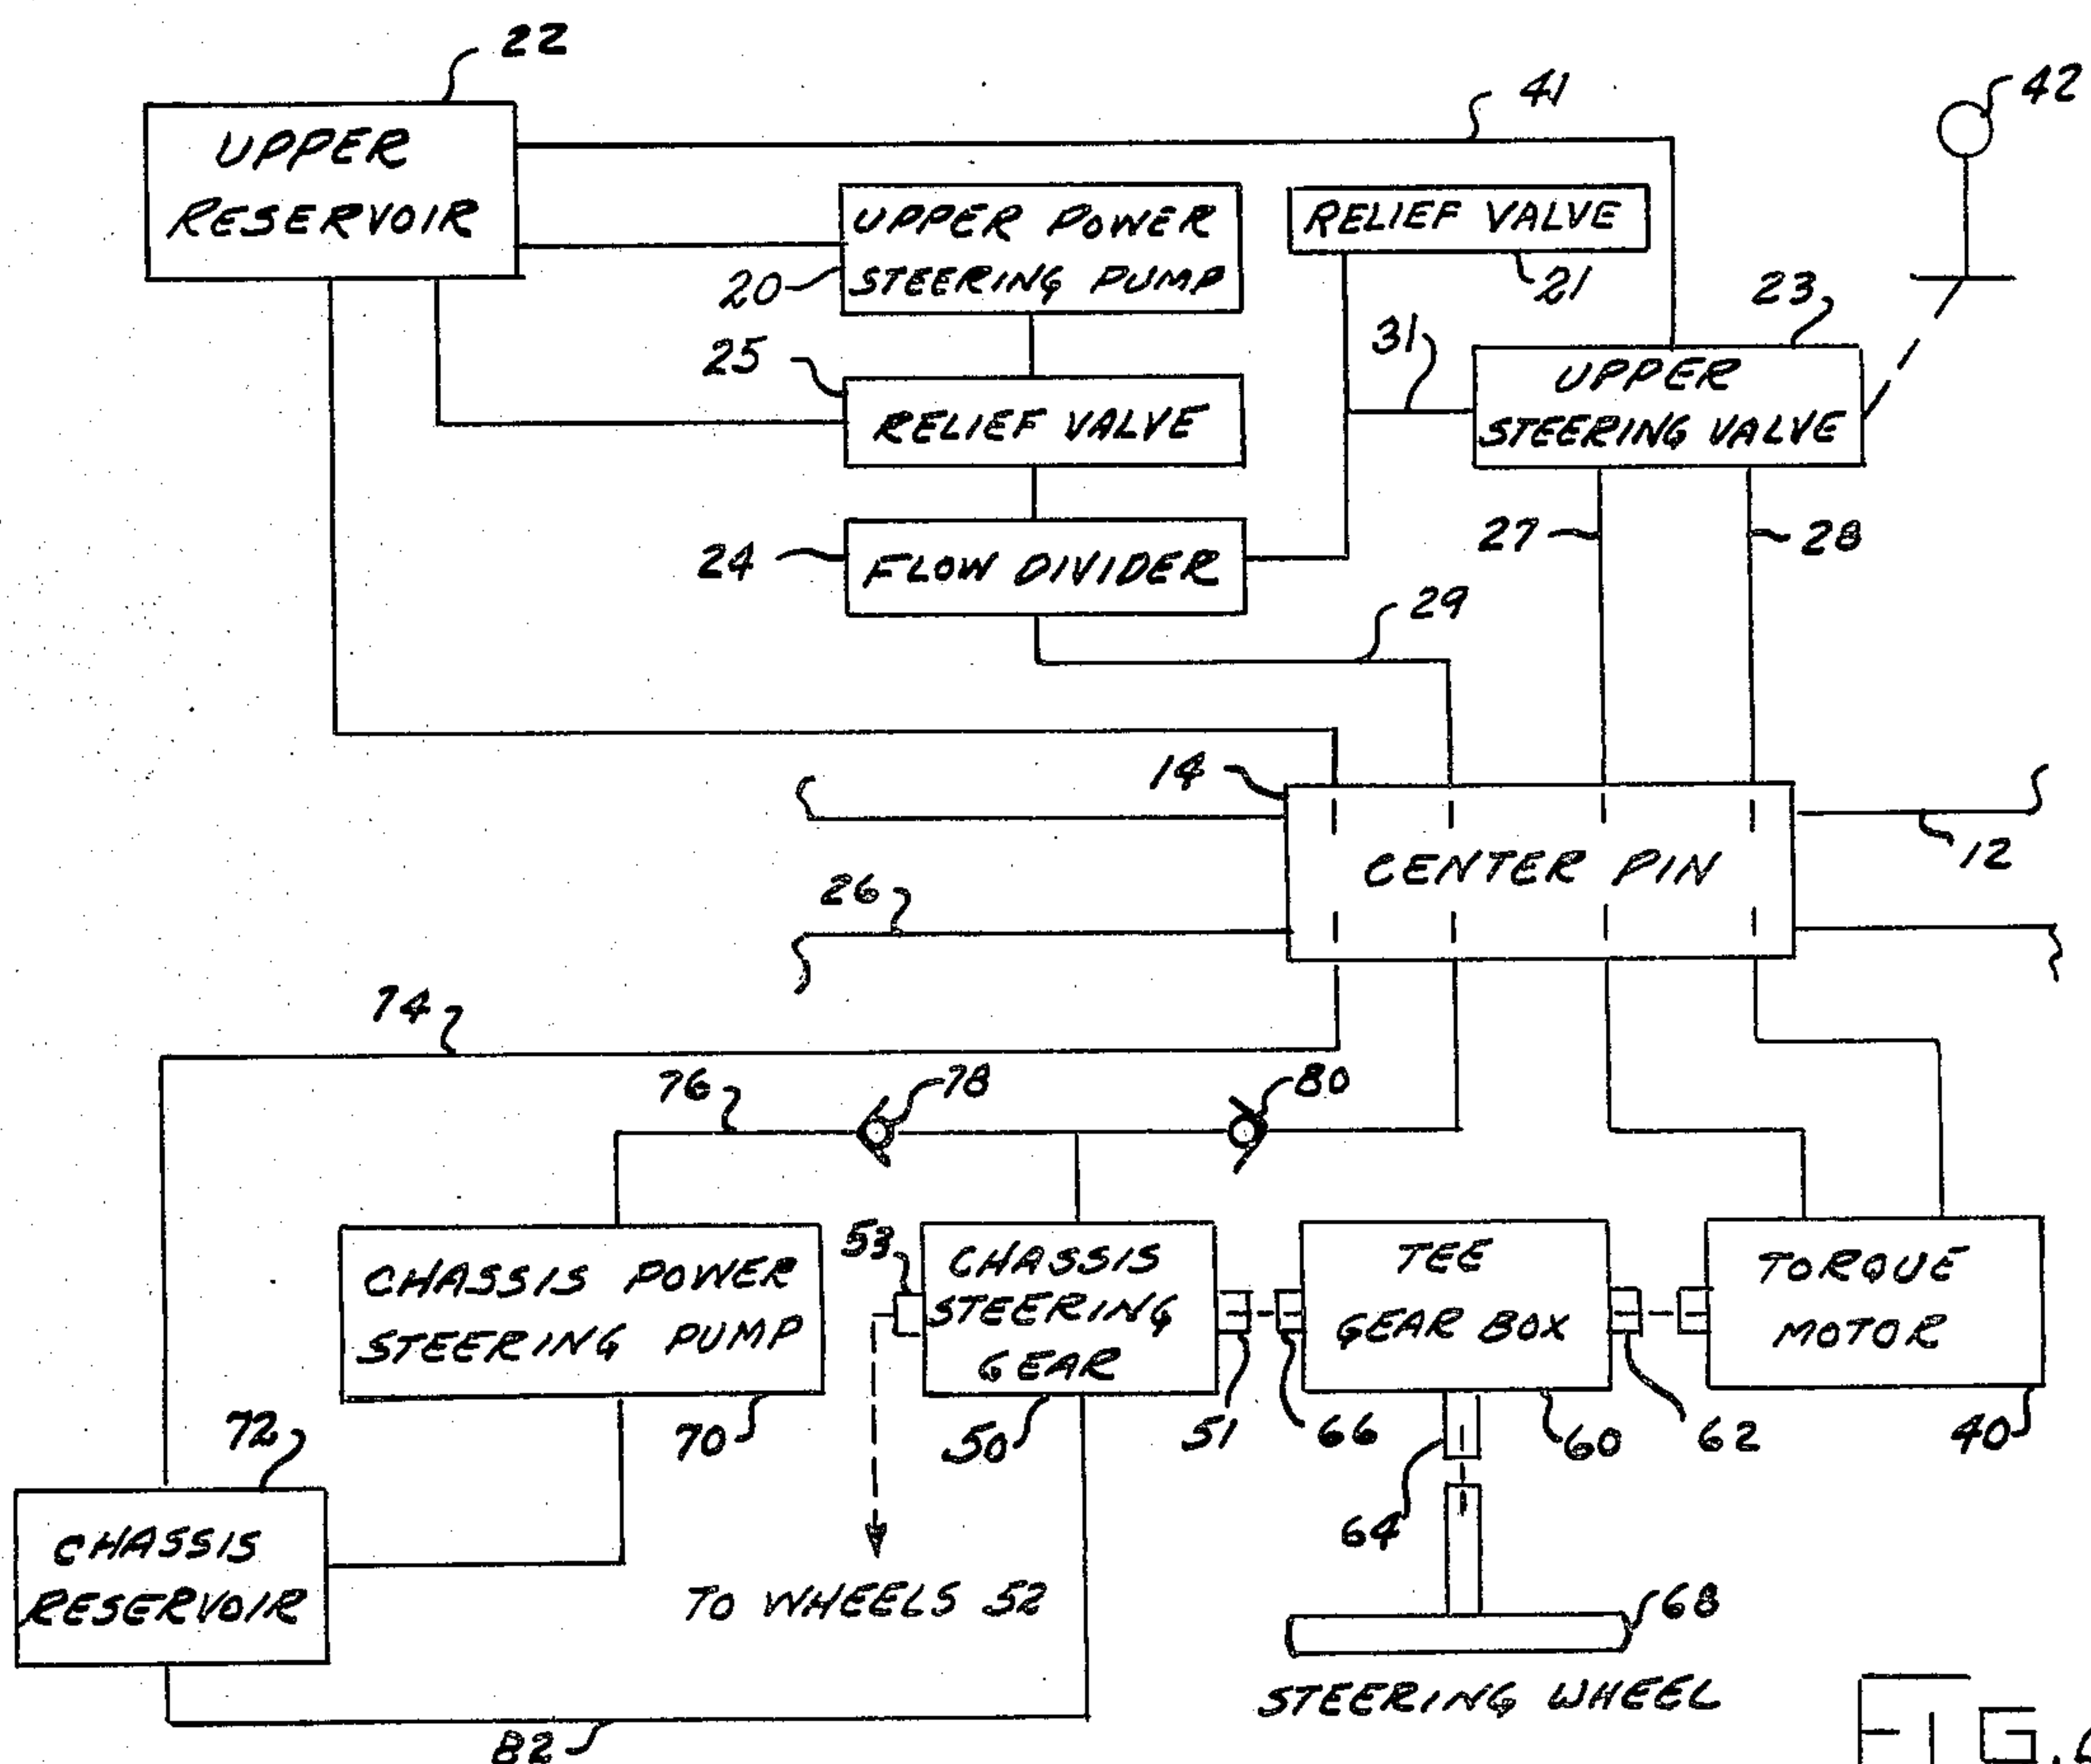 22
41
42
UPPER
RESERVOIR
UPPER POWER
STEERING PUMP
20
RELIEF VALVE
21
23
25
31
RELIEF VALVE
UPPER
STEERING VALVE
24
FLOW DIVIDER
27
28
29
14
12
CENTER PIN
26
74
76
78
80
53
CHASSIS POWER
STEERING PUMP
CHASSIS
STEERING
GEAR
TEE
GEAR BOX
TORQUE
MOTOR
72
70
50
51
66
60
62
40
64
CHASSIS
RESERVOIR
TO WHEELS 52
68
STEERING WHEEL
82
FIG.